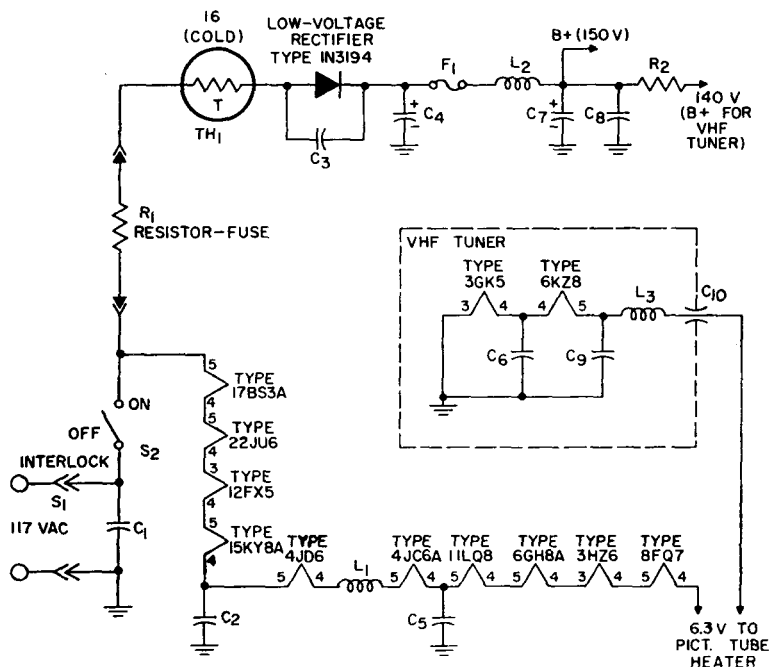 16
(COLD)
T
TH1
LOW-VOLTAGE
RECTIFIER
TYPE IN3194
C3
+
C4
-
F1
L2
B+ (150 V)
+
C7
-
C8
R2
140 V
(B+ FOR
VHF
TUNER)
R1
RESISTOR-FUSE
VHF TUNER
TYPE
3GK5
3 4
TYPE
6KZ8
4 5
L3
C10
C6
C9
ON
OFF
S2
INTERLOCK
S1
117 VAC
C1
5
TYPE
17BS3A
4
5
TYPE
22JU6
4
3
TYPE
12FX5
4
5
TYPE
15KY8A
4
TYPE
4JD6
5 4
L1
TYPE
4JC6A
5 4
TYPE
11LQ8
5 4
TYPE
6GH8A
5 4
TYPE
3HZ6
3 4
TYPE
8FQ7
5 4
C2
C5
6.3 V TO
PICT. TUBE
HEATER